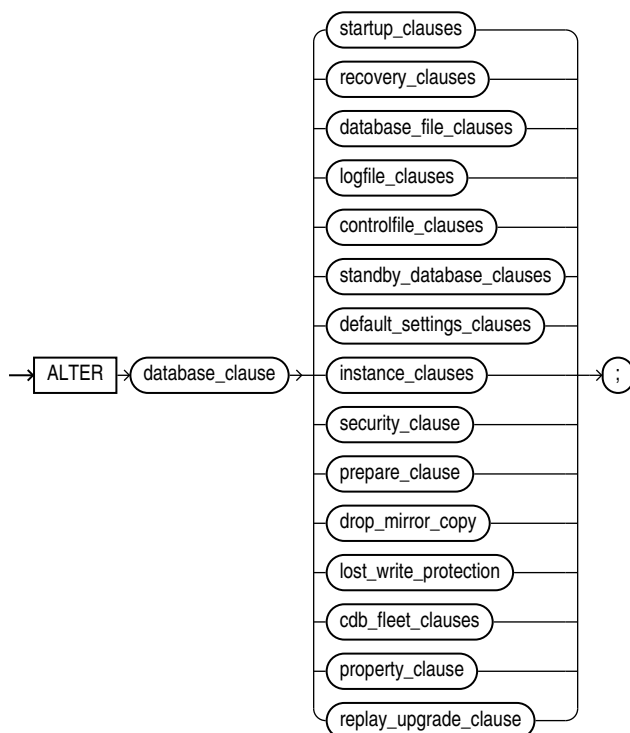 startup_clauses
recovery_clauses
database_file_clauses
logfile_clauses
controlfile_clauses
standby_database_clauses
default_settings_clauses
ALTER database_clause instance_clauses ;
security_clause
prepare_clause
drop_mirror_copy
lost_write_protection
cdb_fleet_clauses
property_clause
replay_upgrade_clause